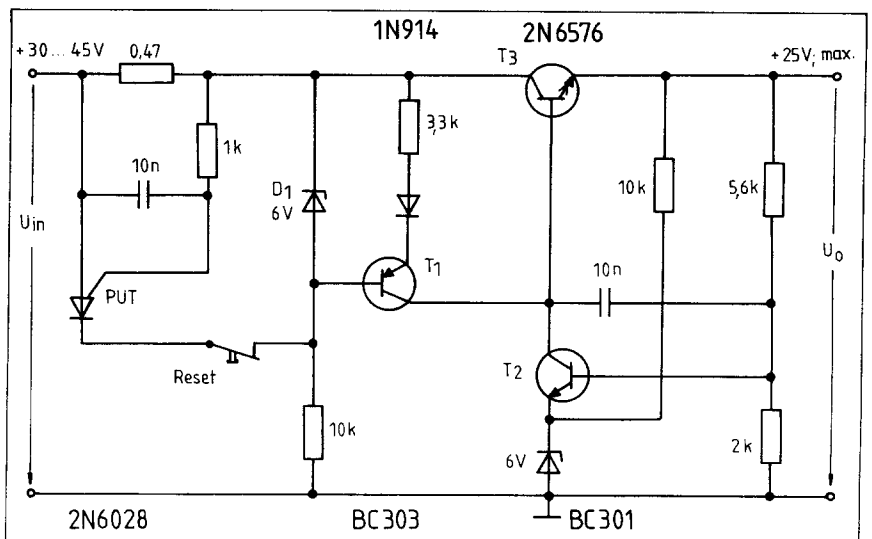 1N914 2N6576
+30...45V 0,47 T3 +25V; max.
3,3k
1k
10n D1 10k 5,6k
6V
Uin T1 10n Uo
PUT
Reset T2
10k 6V 2k
2N6028 BC303 BC301